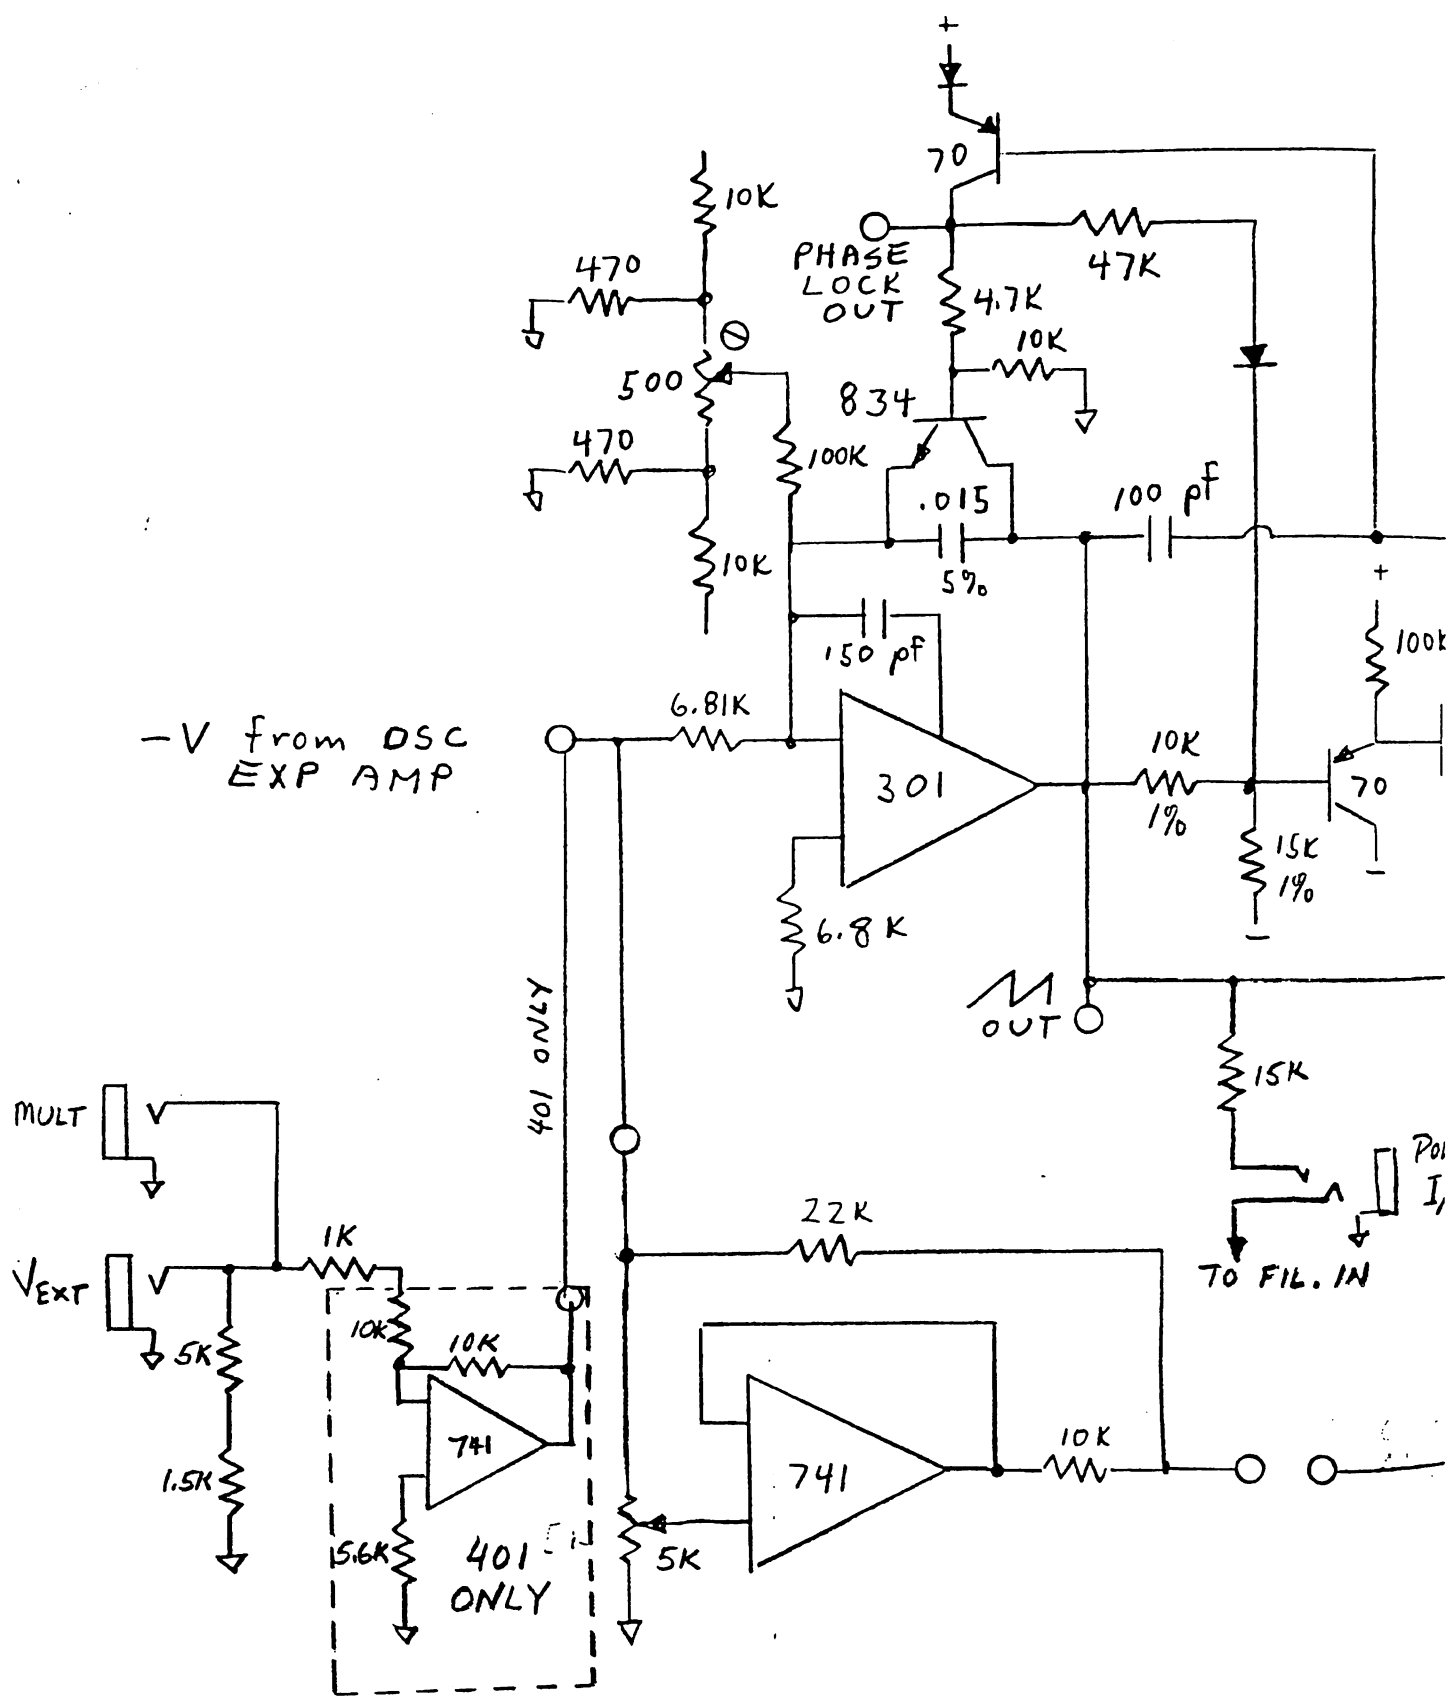 +
70
10K
470
PHASE
LOCK
OUT
47K
4.7K
10K
500
834
470
100K
.015
5%
100 pf
10K
+
100K
150 pf
6.81K
-V from OSC
EXP AMP
301
10K
1%
70
15K
1%
-
-
6.8K
401 ONLY
OUT
15K
MULT
22K
1K
TO FIL. IN
VEXT
10K
10K
5K
741
1.5K
741
10K
5.6K
401
ONLY
5K